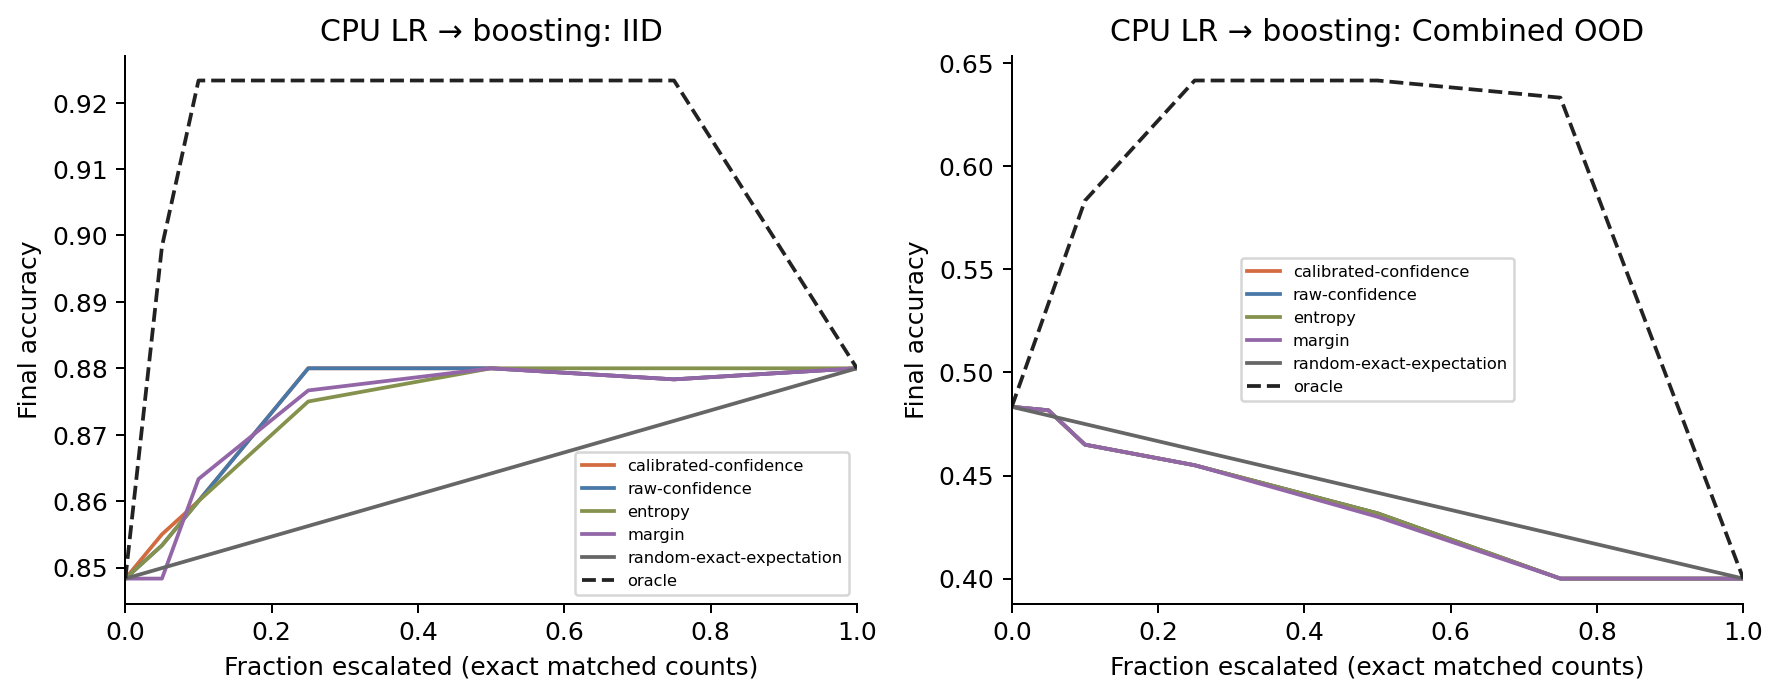 CPU LR → boosting: IID
Final accuracy
0.92
0.91
0.90
0.89
0.88
0.87
0.86
0.85
calibrated-confidence
raw-confidence
entropy
margin
random-exact-expectation
oracle
0.0 0.2 0.4 0.6 0.8 1.0
Fraction escalated (exact matched counts)
CPU LR → boosting: Combined OOD
Final accuracy
0.65
0.60
0.55
0.50
0.45
0.40
calibrated-confidence
raw-confidence
entropy
margin
random-exact-expectation
oracle
0.0 0.2 0.4 0.6 0.8 1.0
Fraction escalated (exact matched counts)